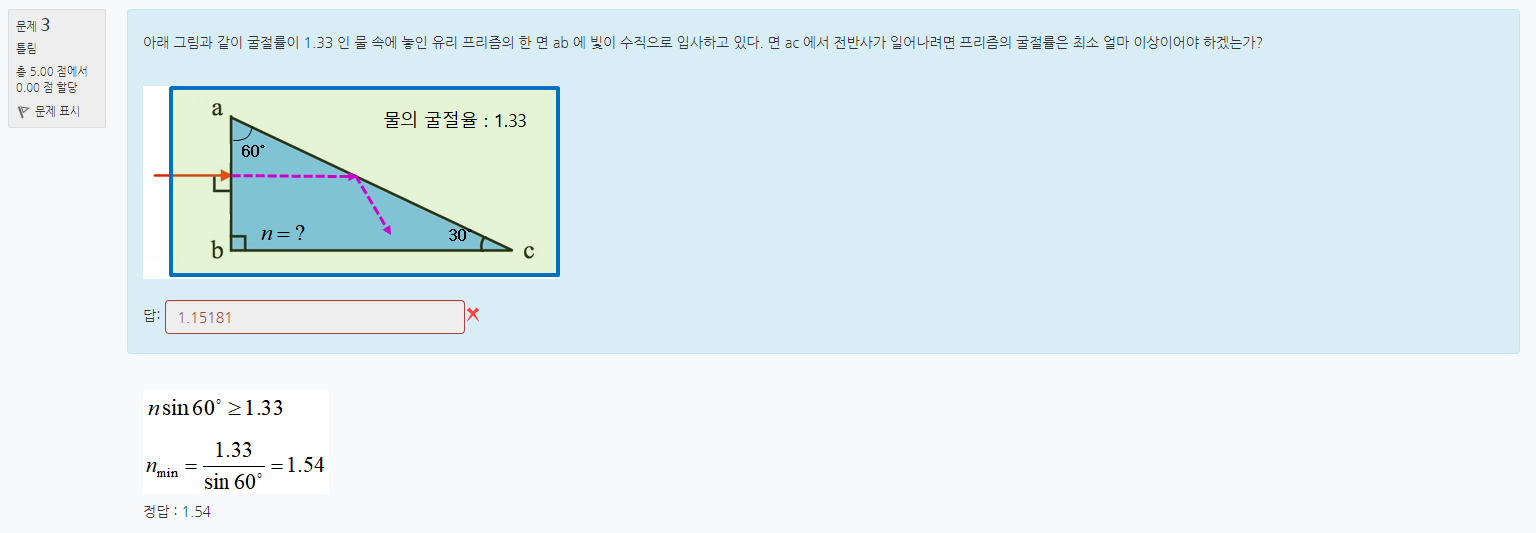 문제 3
틀림
총 5.00 점에서
0.00 점 할당
문제 표시
아래 그림과 같이 굴절률이 1.33 인 물 속에 놓인 유리 프리즘의 한 면 ab 에 빛이 수직으로 입사하고 있다. 면 ac 에서 전반사가 일어나려면 프리즘의 굴절률은 최소 얼마 이상이어야 하겠는가?
a
물의 굴절율 : 1.33
60°
n = ?
30°
b
c
답: 1.15181
n sin 60° ≥ 1.33
n_min = 1.33 / sin 60° = 1.54
정답 : 1.54